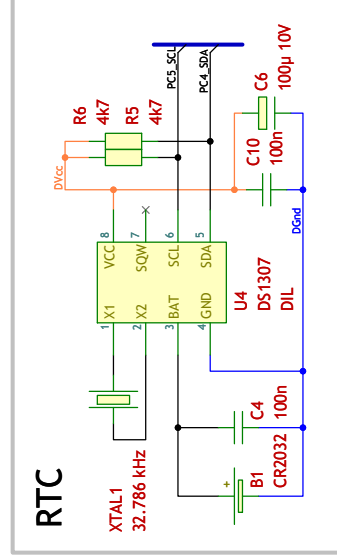 RTC
XTAL1
32.786 kHz
B1
CR2032
+
C4
100n
1
2
3
4
X1
X2
BAT
GND
VCC
SQW
SCL
SDA
8
7
6
5
U4
DS1307
DIL
DVcc
DGnd
R6
4k7
R5
4k7
C10
100n
C6
100µ 10V
PC5_SCL
PC4_SDA